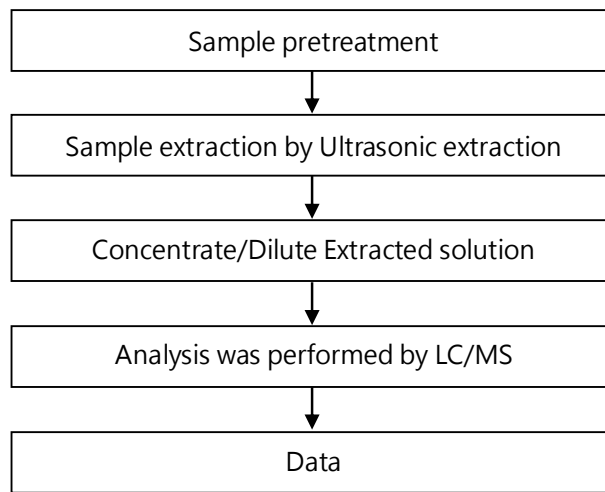 Sample pretreatment
Sample extraction by Ultrasonic extraction
Concentrate/Dilute Extracted solution
Analysis was performed by LC/MS
Data